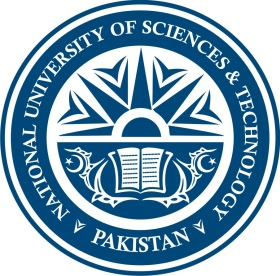 NATIONAL UNIVERSITY OF SCIENCES & TECHNOLOGY
PAKISTAN